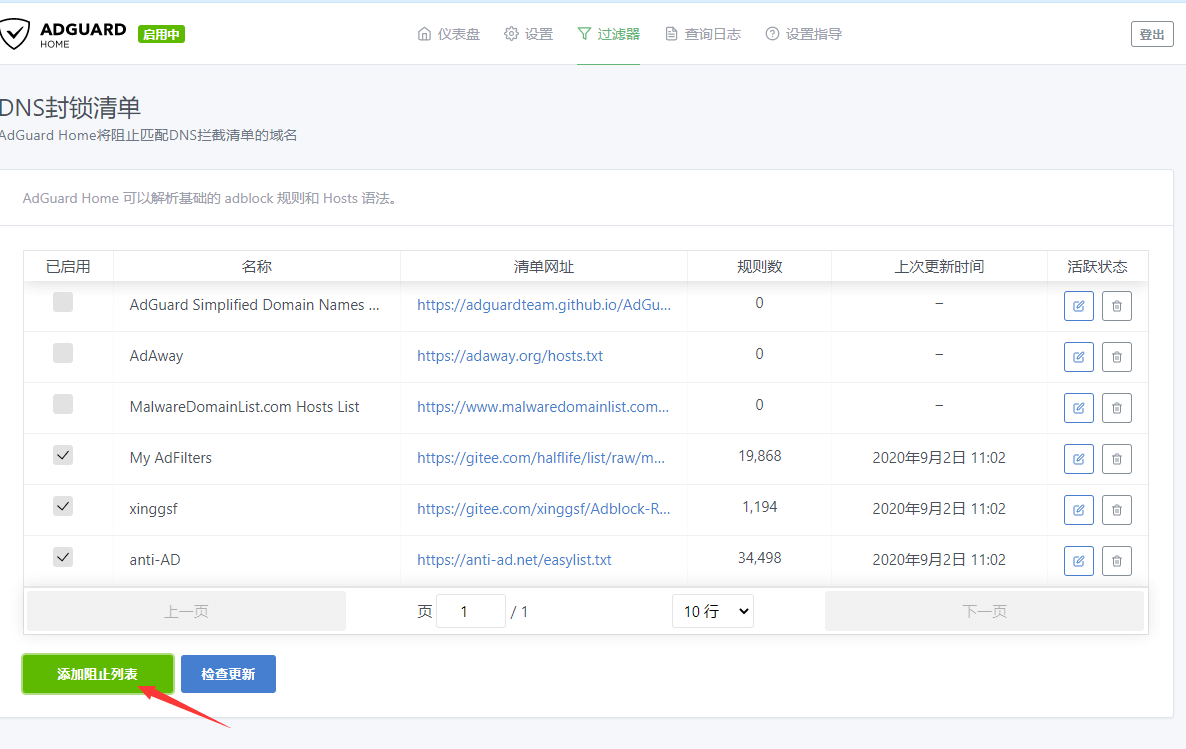 ADGUARD
HOME
启用中
仪表盘
设置
过滤器
查询日志
设置指导
登出
DNS封锁清单
AdGuard Home将阻止匹配DNS拦截清单的域名
AdGuard Home 可以解析基础的 adblock 规则和 Hosts 语法。
已启用 名称 清单网址 规则数 上次更新时间 活跃状态
AdGuard Simplified Domain Names ... https://adguardteam.github.io/AdGu... 0 –
AdAway https://adaway.org/hosts.txt 0 –
MalwareDomainList.com Hosts List https://www.malwaredomainlist.com... 0 –
My AdFilters https://gitee.com/halflife/list/raw/m... 19,868 2020年9月2日 11:02
xinggsf https://gitee.com/xinggsf/Adblock-R... 1,194 2020年9月2日 11:02
anti-AD https://anti-ad.net/easylist.txt 34,498 2020年9月2日 11:02
上一页 页 1 / 1 10 行 下一页
添加阻止列表 检查更新